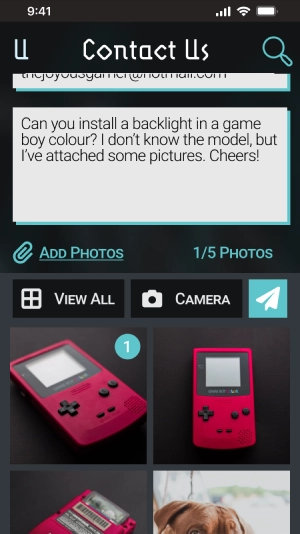 9:41
Contact Us
thejoyousgamer@hotmail.com
Can you install a backlight in a game
boy colour? I don't know the model, but
I've attached some pictures. Cheers!
Add Photos
1/5 Photos
View All
Camera
1